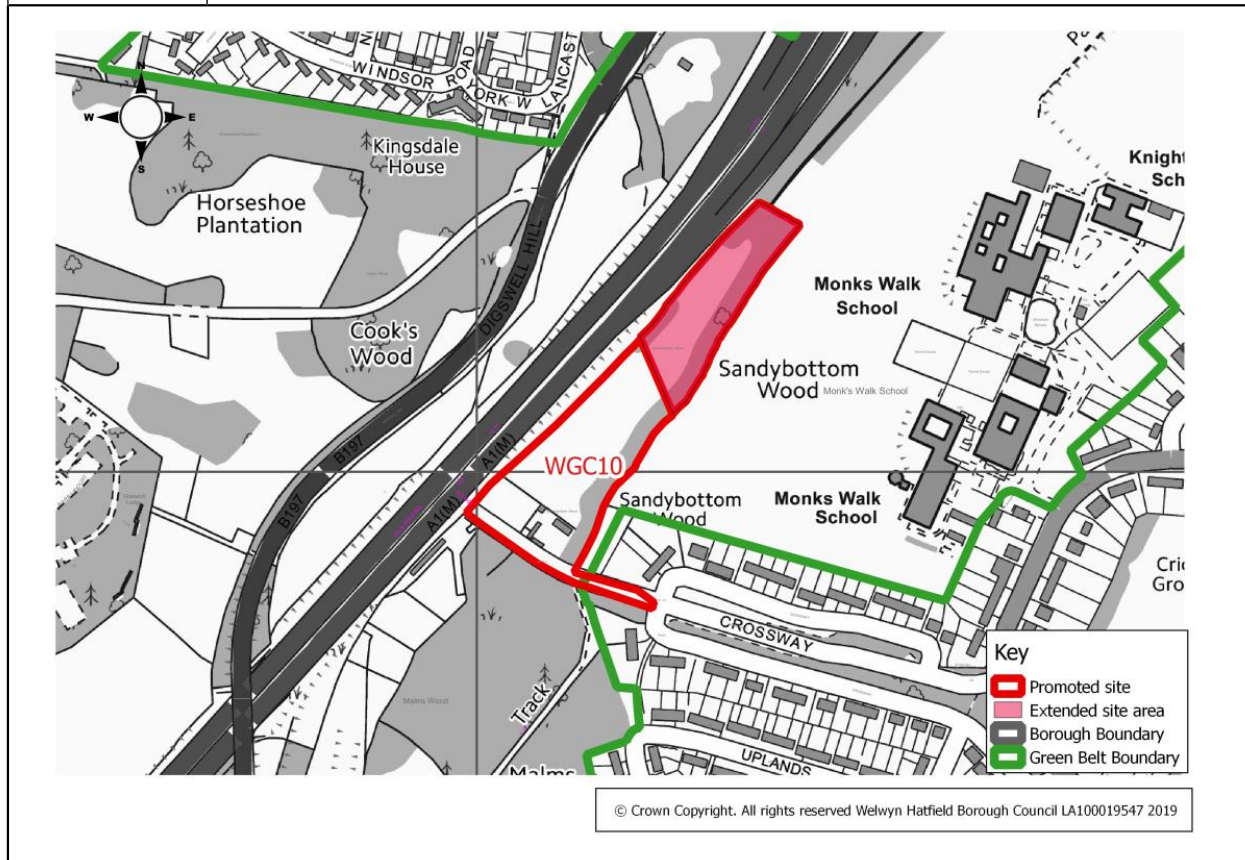 WINDSOR ROAD
YORK W
LANCAST
N
W
E
S
Kingsdale
House
Horseshoe
Plantation
DIGSWELL HILL
Cook's
Wood
Knight
Sch
Monks Walk
School
Sandybottom
Wood
Monk's Walk School
B197
A1(M)
WGC10
B197
A1(M)
Sandybottom
Wood
Monks Walk
School
Cric
Gro
CROSSWAY
Malms Wood
Track
Malms
UPLANDS
Key
Promoted site
Extended site area
Borough Boundary
Green Belt Boundary
© Crown Copyright. All rights reserved Welwyn Hatfield Borough Council LA100019547 2019